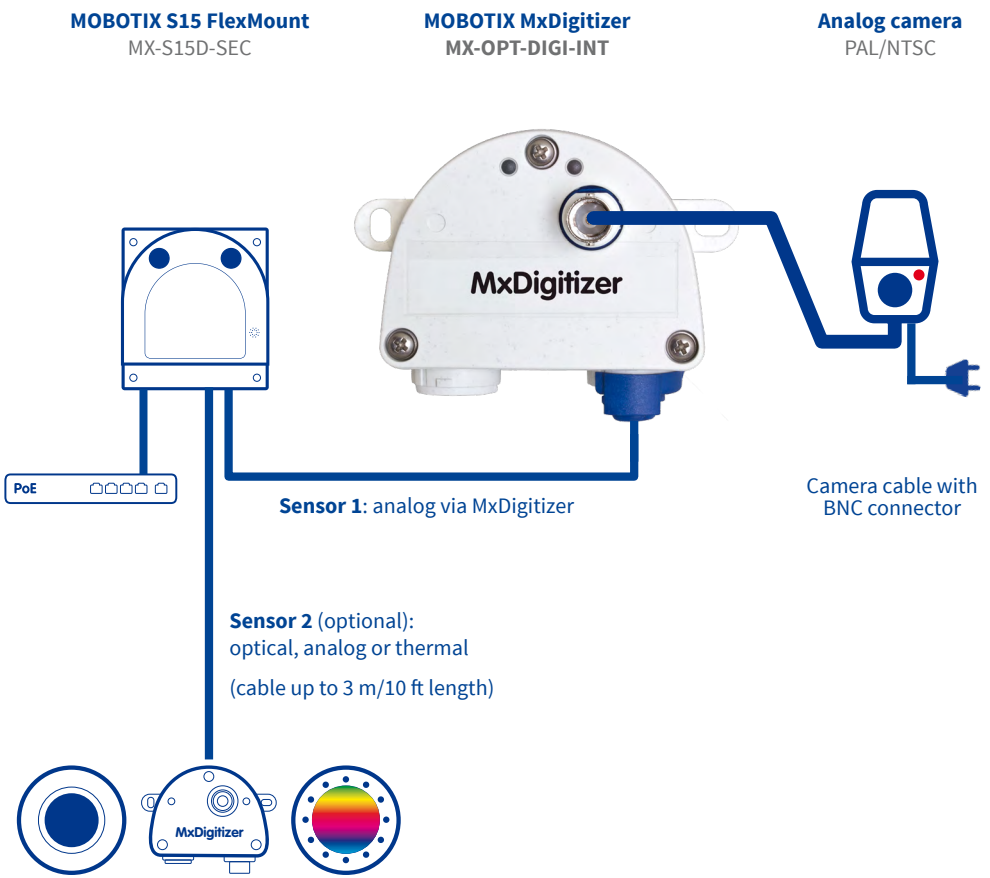 MOBOTIX S15 FlexMount
MX-S15D-SEC
MOBOTIX MxDigitizer
MX-OPT-DIGI-INT
Analog camera
PAL/NTSC
MxDigitizer
PoE
Sensor 1: analog via MxDigitizer
Camera cable with
BNC connector
Sensor 2 (optional):
optical, analog or thermal
(cable up to 3 m/10 ft length)
MxDigitizer